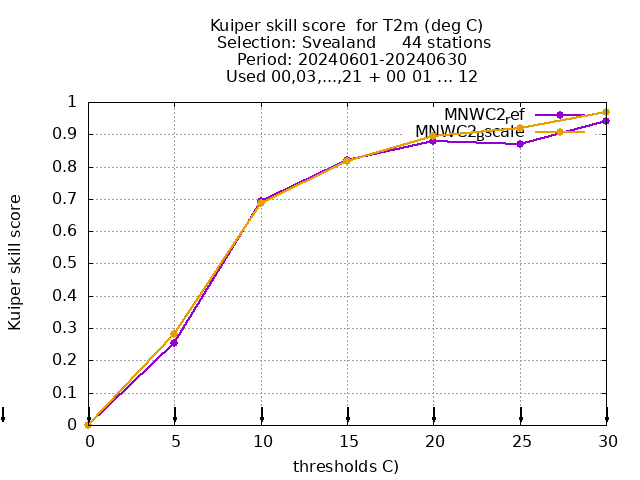 Kuiper skill score  for T2m (deg C)
Selection: Svealand     44 stations
Period: 20240601-20240630
Used 00,03,...,21 + 00 01 ... 12
1
0.9
0.8
0.7
0.6
0.5
0.4
0.3
0.2
0.1
0
Kuiper skill score
MNWC2_ref
MNWC2_Bscale
0 5 10 15 20 25 30
thresholds C)